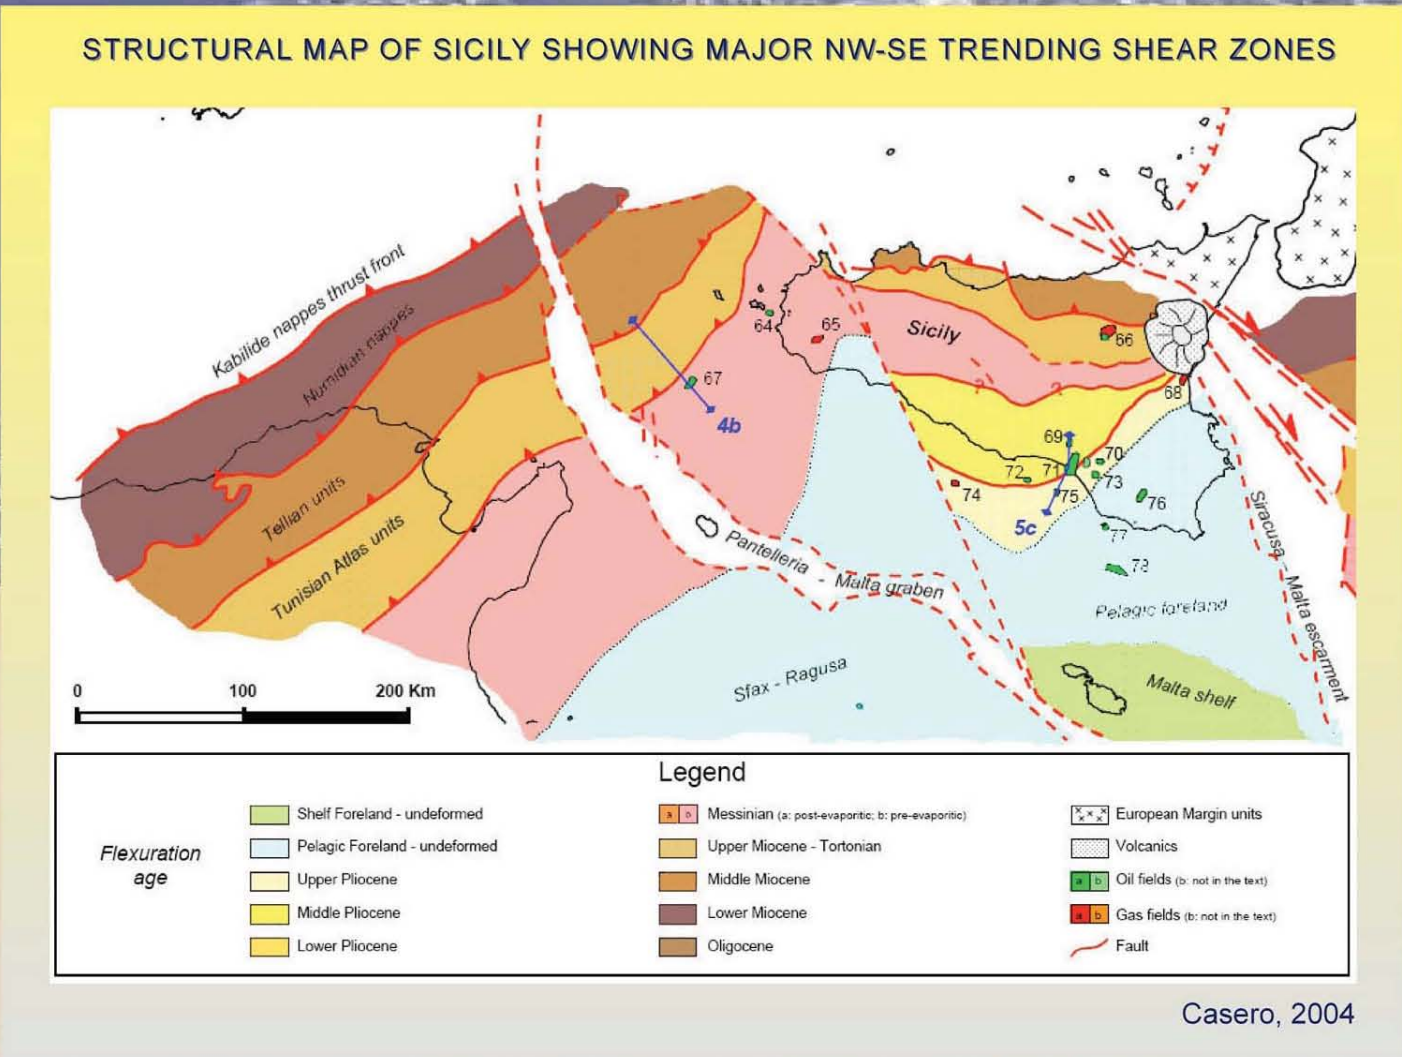 STRUCTURAL MAP OF SICILY SHOWING MAJOR NW-SE TRENDING SHEAR ZONES
Kabilide nappes thrust front
Numidian nappes
Tellian units
Tunisian Atlas units
64
65
Sicily
66
67
4b
68
69
70
71
72
73
74
75
5c
76
77
78
Pantelleria - Malta graben
Siracusa - Malta escarment
Pelagic foreland
Sfax - Ragusa
Malta shelf
?
?
0 100 200 Km
Legend
Flexuration
age
Shelf Foreland - undeformed
Pelagic Foreland - undeformed
Upper Pliocene
Middle Pliocene
Lower Pliocene
a b Messinian (a: post-evaporitic; b: pre-evaporitic)
Upper Miocene - Tortonian
Middle Miocene
Lower Miocene
Oligocene
European Margin units
Volcanics
a b Oil fields (b: not in the text)
a b Gas fields (b: not in the text)
Fault
Casero, 2004